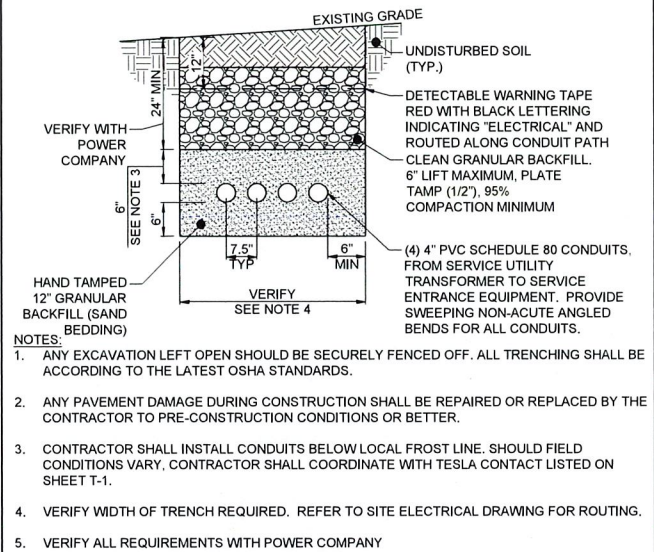 EXISTING GRADE
UNDISTURBED SOIL
(TYP.)
12"
24" MIN
DETECTABLE WARNING TAPE
RED WITH BLACK LETTERING
INDICATING "ELECTRICAL" AND
ROUTED ALONG CONDUIT PATH
VERIFY WITH
POWER
COMPANY
CLEAN GRANULAR BACKFILL.
6" LIFT MAXIMUM, PLATE
TAMP (1/2"), 95%
COMPACTION MINIMUM
6"
SEE NOTE 3
6"
7.5"
TYP
6"
MIN
(4) 4" PVC SCHEDULE 80 CONDUITS,
FROM SERVICE UTILITY
TRANSFORMER TO SERVICE
ENTRANCE EQUIPMENT. PROVIDE
SWEEPING NON-ACUTE ANGLED
BENDS FOR ALL CONDUITS.
HAND TAMPED
12" GRANULAR
BACKFILL (SAND
BEDDING)
VERIFY
SEE NOTE 4
NOTES:
1. ANY EXCAVATION LEFT OPEN SHOULD BE SECURELY FENCED OFF. ALL TRENCHING SHALL BE
ACCORDING TO THE LATEST OSHA STANDARDS.
2. ANY PAVEMENT DAMAGE DURING CONSTRUCTION SHALL BE REPAIRED OR REPLACED BY THE
CONTRACTOR TO PRE-CONSTRUCTION CONDITIONS OR BETTER.
3. CONTRACTOR SHALL INSTALL CONDUITS BELOW LOCAL FROST LINE. SHOULD FIELD
CONDITIONS VARY, CONTRACTOR SHALL COORDINATE WITH TESLA CONTACT LISTED ON
SHEET T-1.
4. VERIFY WIDTH OF TRENCH REQUIRED. REFER TO SITE ELECTRICAL DRAWING FOR ROUTING.
5. VERIFY ALL REQUIREMENTS WITH POWER COMPANY